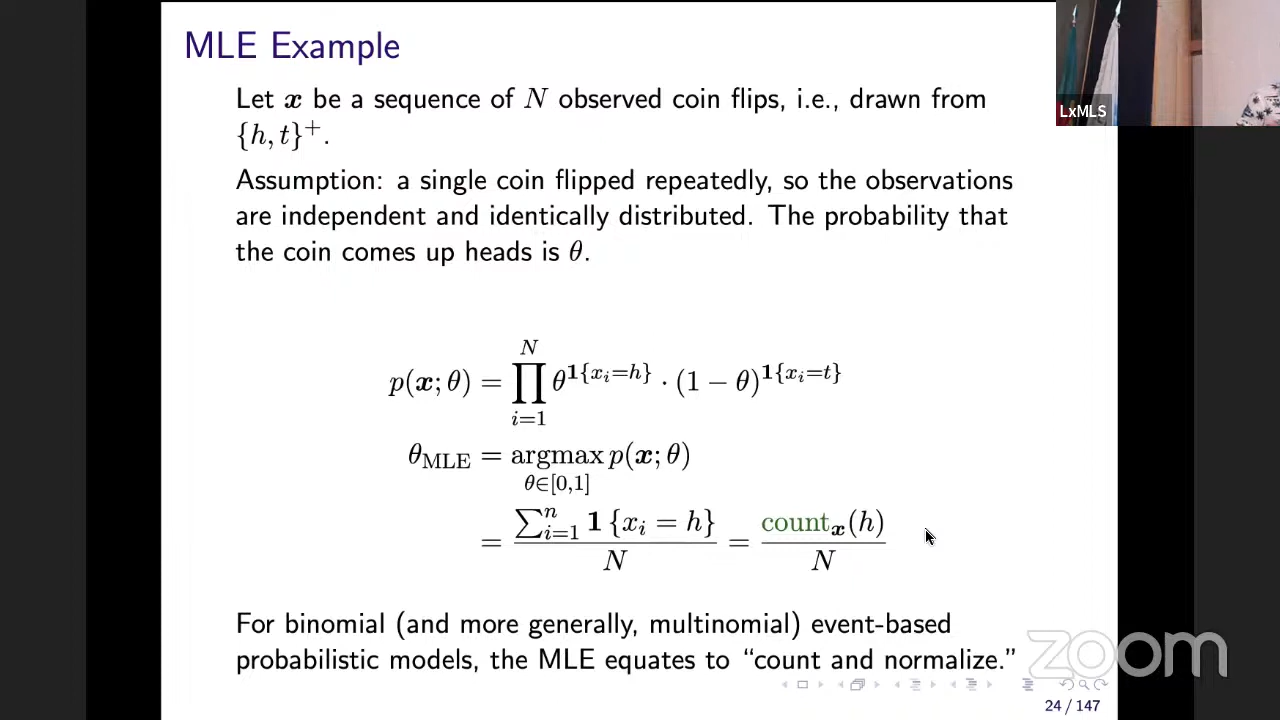 MLE Example
Let x be a sequence of N observed coin flips, i.e., drawn from
{h, t}⁺.
Assumption: a single coin flipped repeatedly, so the observations
are independent and identically distributed. The probability that
the coin comes up heads is θ.
p(x; θ) = ∏_{i=1}^{N} θ^{1{x_i=h}} · (1 − θ)^{1{x_i=t}}
θ_MLE = argmax_{θ∈[0,1]} p(x; θ)
= \frac{∑_{i=1}^{n} 1 {x_i = h}}{N} = \frac{count_x(h)}{N}
For binomial (and more generally, multinomial) event-based
probabilistic models, the MLE equates to “count and normalize.”
24 / 147
LxMLS
zoom